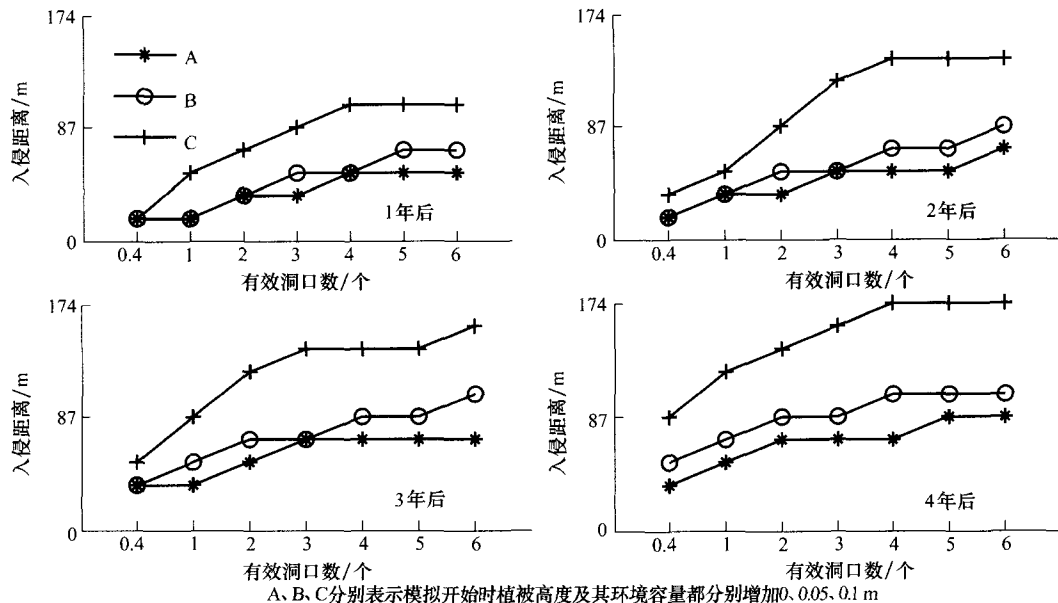 174
87
0
入侵距离/m
A
B
C
1年后
0.4 1 2 3 4 5 6
有效洞口数/个
174
87
0
入侵距离/m
2年后
0.4 1 2 3 4 5 6
有效洞口数/个
174
87
0
入侵距离/m
3年后
0.4 1 2 3 4 5 6
有效洞口数/个
174
87
0
入侵距离/m
4年后
0.4 1 2 3 4 5 6
有效洞口数/个
A、B、C分别表示模拟开始时植被高度及其环境容量都分别增加0、0.05、0.1 m